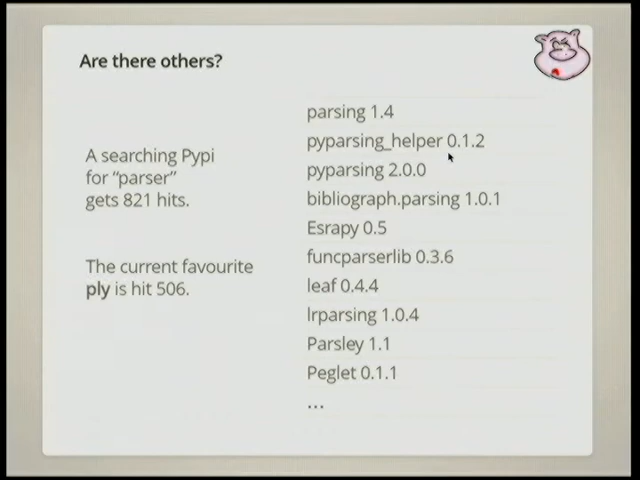 Are there others?
A searching Pypi
for "parser"
gets 821 hits.
The current favourite
ply is hit 506.
parsing 1.4
pyparsing_helper 0.1.2
pyparsing 2.0.0
bibliograph.parsing 1.0.1
Esrapy 0.5
funcparserlib 0.3.6
leaf 0.4.4
lrparsing 1.0.4
Parsley 1.1
Peglet 0.1.1
...